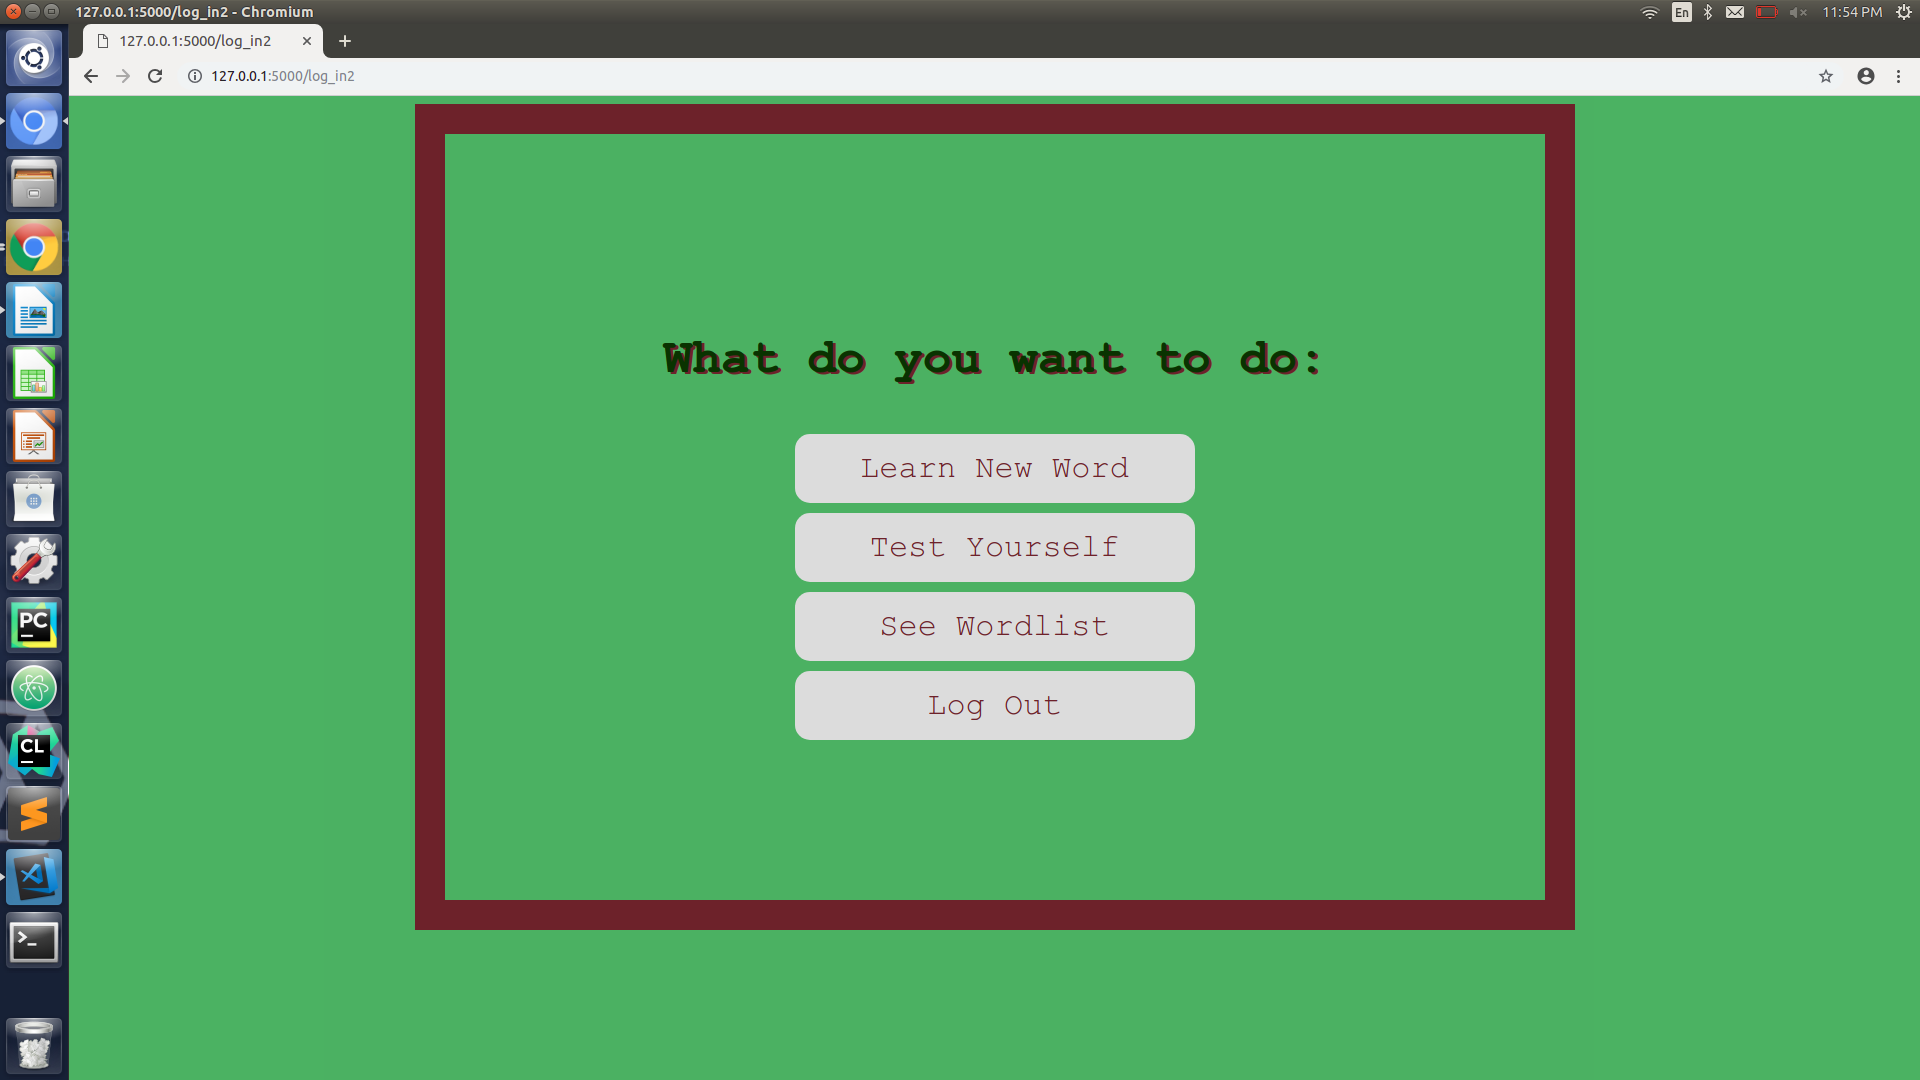 127.0.0.1:5000/log_in2 - Chromium
En
11:54 PM
127.0.0.1:5000/log_in2
127.0.0.1:5000/log_in2
What do you want to do:
Learn New Word
Test Yourself
See Wordlist
Log Out
PC
CL
>_